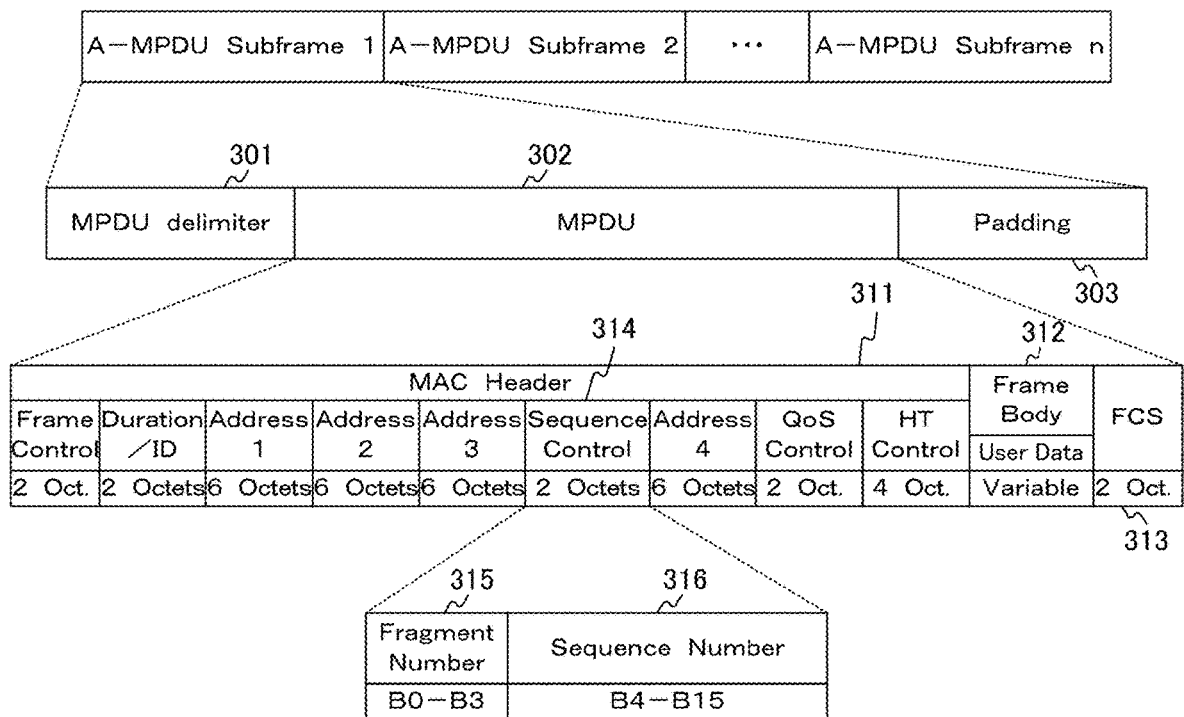 A-MPDU Subframe 1 A-MPDU Subframe 2 ··· A-MPDU Subframe n
301 302
MPDU delimiter MPDU Padding
303
311
314 312
MAC Header
Frame Control Duration/ID Address 1 Address 2 Address 3 Sequence Control Address 4 QoS Control HT Control Frame Body User Data FCS
2 Oct. 2 Octets 6 Octets 6 Octets 6 Octets 2 Octets 6 Octets 2 Oct. 4 Oct. Variable 2 Oct.
313
315 316
Fragment Number Sequence Number
B0-B3 B4-B15